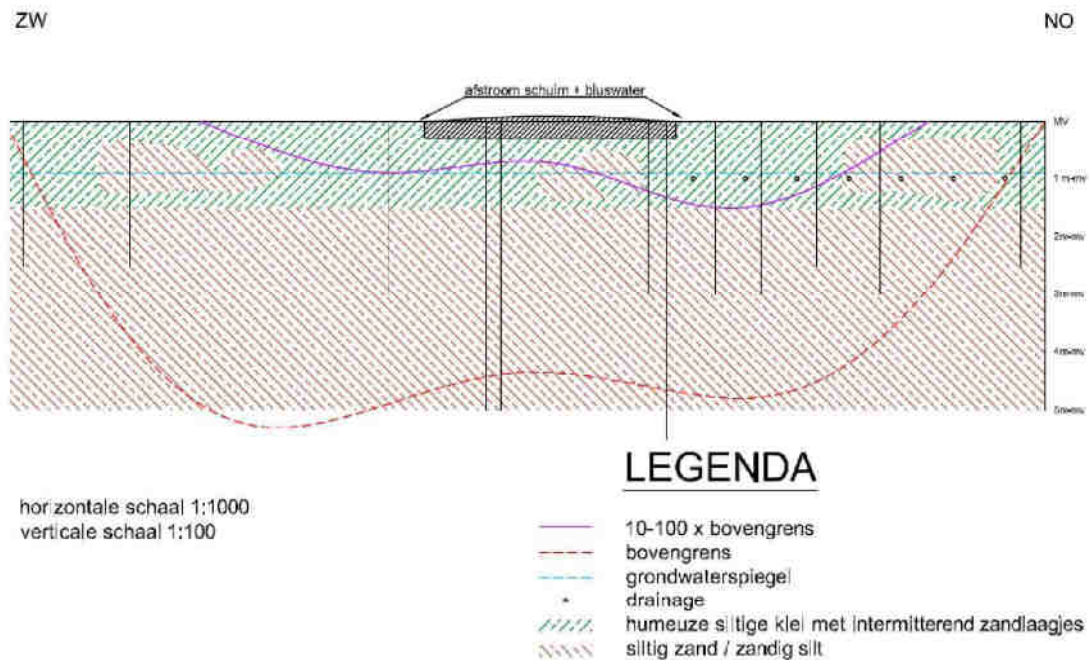 ZW
NO
afstroom schuim + bluswater
MV
1 m-mv
2m-mv
3m-mv
4m-mv
5m-mv
LEGENDA
horizontale schaal 1:1000
verticale schaal 1:100
10-100 x bovengrens
bovengrens
grondwaterspiegel
drainage
humeuze siltige klei met intermitterend zandlaagjes
siltig zand / zandig silt